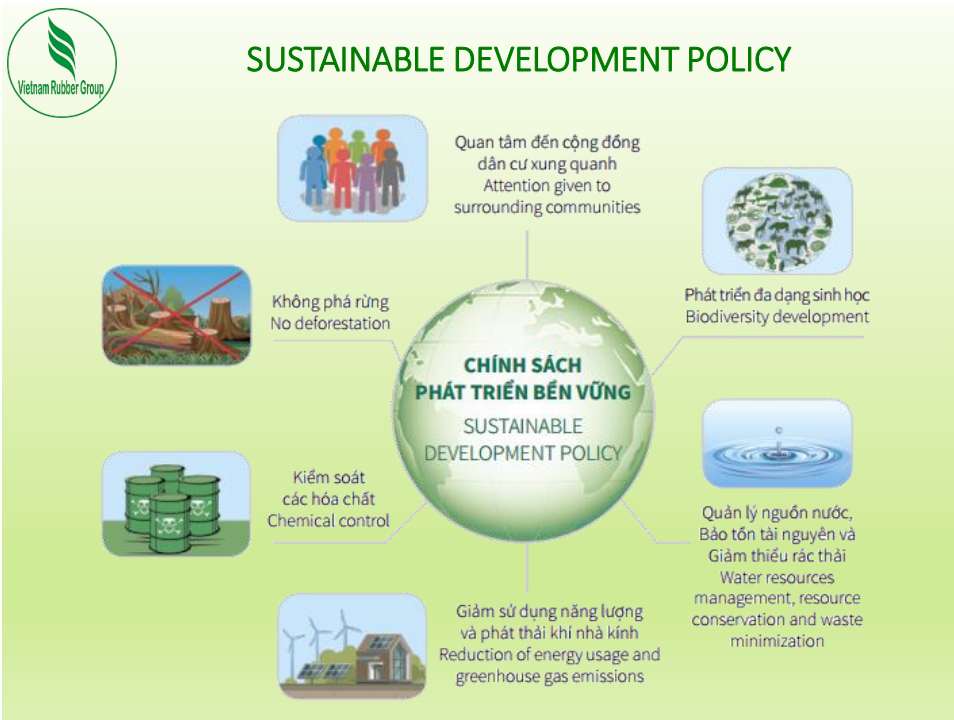 Vietnam Rubber Group
SUSTAINABLE DEVELOPMENT POLICY
Quan tâm đến cộng đồng
dân cư xung quanh
Attention given to
surrounding communities
Phát triển đa dạng sinh học
Biodiversity development
Không phá rừng
No deforestation
CHÍNH SÁCH
PHÁT TRIỂN BỀN VỮNG
SUSTAINABLE
DEVELOPMENT POLICY
Kiểm soát
các hóa chất
Chemical control
Quản lý nguồn nước,
Bảo tồn tài nguyên và
Giảm thiểu rác thải
Water resources
management, resource
conservation and waste
minimization
Giảm sử dụng năng lượng
và phát thải khí nhà kính
Reduction of energy usage and
greenhouse gas emissions